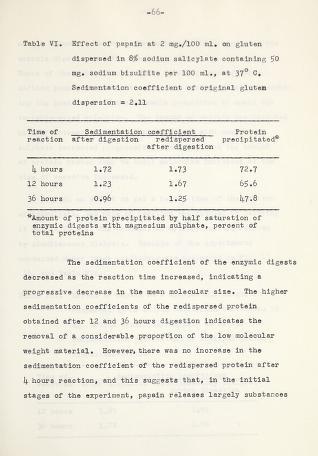 -66-
Table VI. Effect of papain at 2 mg./100 ml. on gluten
dispersed in 8% sodium salicylate containing 50
mg. sodium bisulfite per 100 ml., at 37° C.
Sedimentation coefficient of original gluten
dispersion = 2.11
Time of Sedimentation coefficient Protein
reaction after digestion redispersed precipitated*
after digestion
4 hours 1.72 1.73 72.7
12 hours 1.23 1.67 65.6
36 hours 0.96 1.25 47.8
*Amount of protein precipitated by half saturation of
enzymic digests with magnesium sulphate, percent of
total proteins
The sedimentation coefficient of the enzymic digests
decreased as the reaction time increased, indicating a
progressive decrease in the mean molecular size. The higher
sedimentation coefficients of the redispersed protein
obtained after 12 and 36 hours digestion indicates the
removal of a considerable proportion of the low molecular
weight material. However, there was no increase in the
sedimentation coefficient of the redispersed protein after
4 hours reaction, and this suggests that, in the initial
stages of the experiment, papain releases largely substances